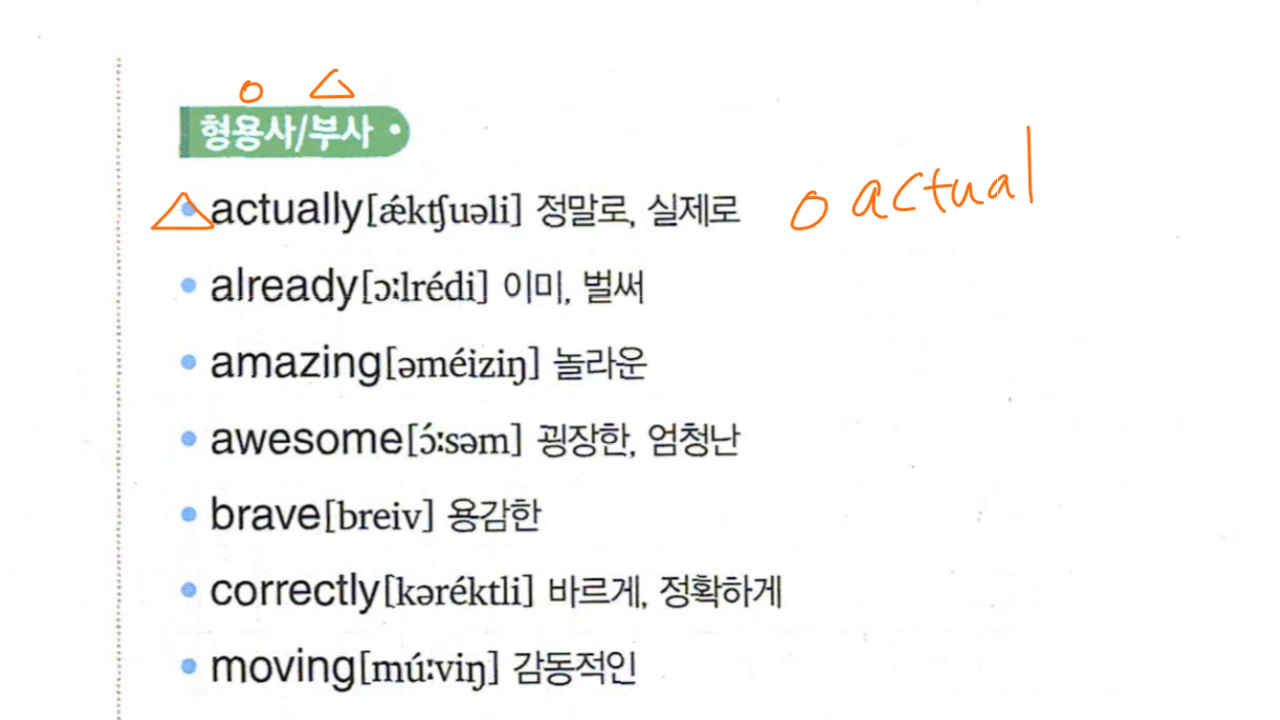 형용사/부사
actually[ǽktʃuəli] 정말로, 실제로 actual
already[ɔːlrédi] 이미, 벌써
amazing[əméiziŋ] 놀라운
awesome[ɔ́ːsəm] 굉장한, 엄청난
brave[breiv] 용감한
correctly[kəréktli] 바르게, 정확하게
moving[múːviŋ] 감동적인